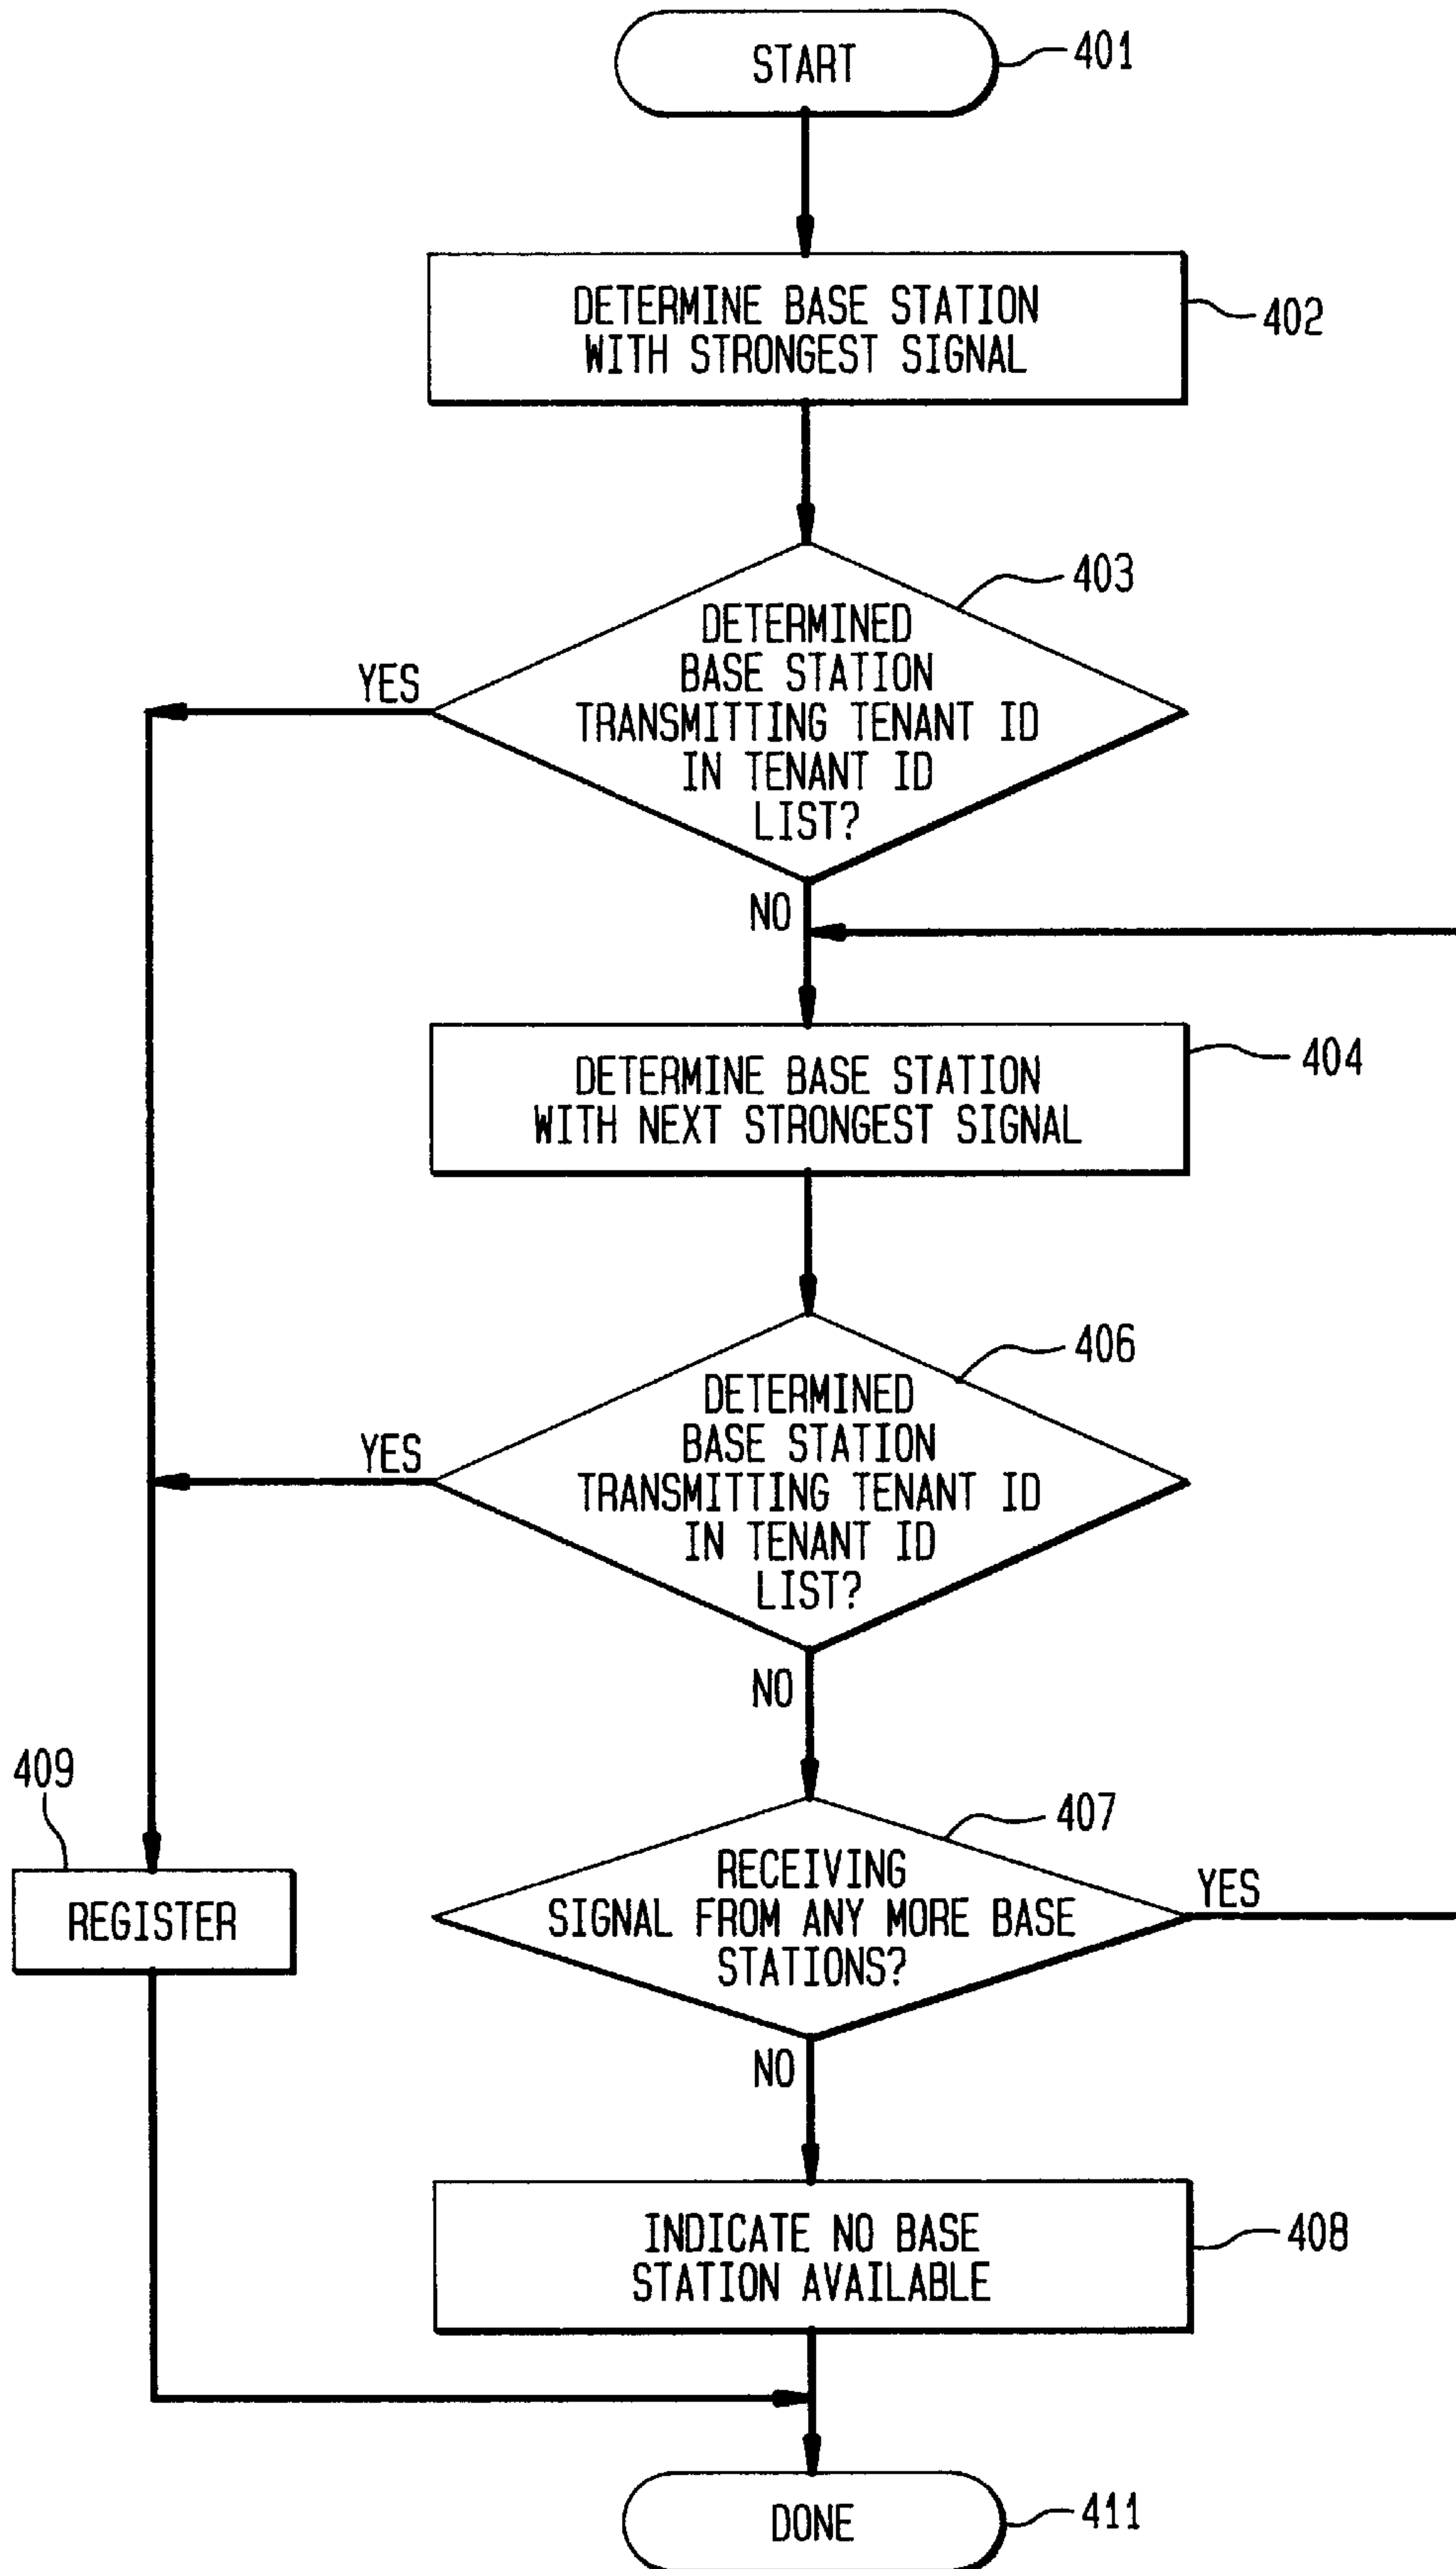 START
401
DETERMINE BASE STATION
WITH STRONGEST SIGNAL
402
403
DETERMINED
BASE STATION
TRANSMITTING TENANT ID
IN TENANT ID
LIST?
YES
NO
DETERMINE BASE STATION
WITH NEXT STRONGEST SIGNAL
404
406
DETERMINED
BASE STATION
TRANSMITTING TENANT ID
IN TENANT ID
LIST?
YES
NO
409
REGISTER
407
RECEIVING
SIGNAL FROM ANY MORE BASE
STATIONS?
YES
NO
INDICATE NO BASE
STATION AVAILABLE
408
DONE
411